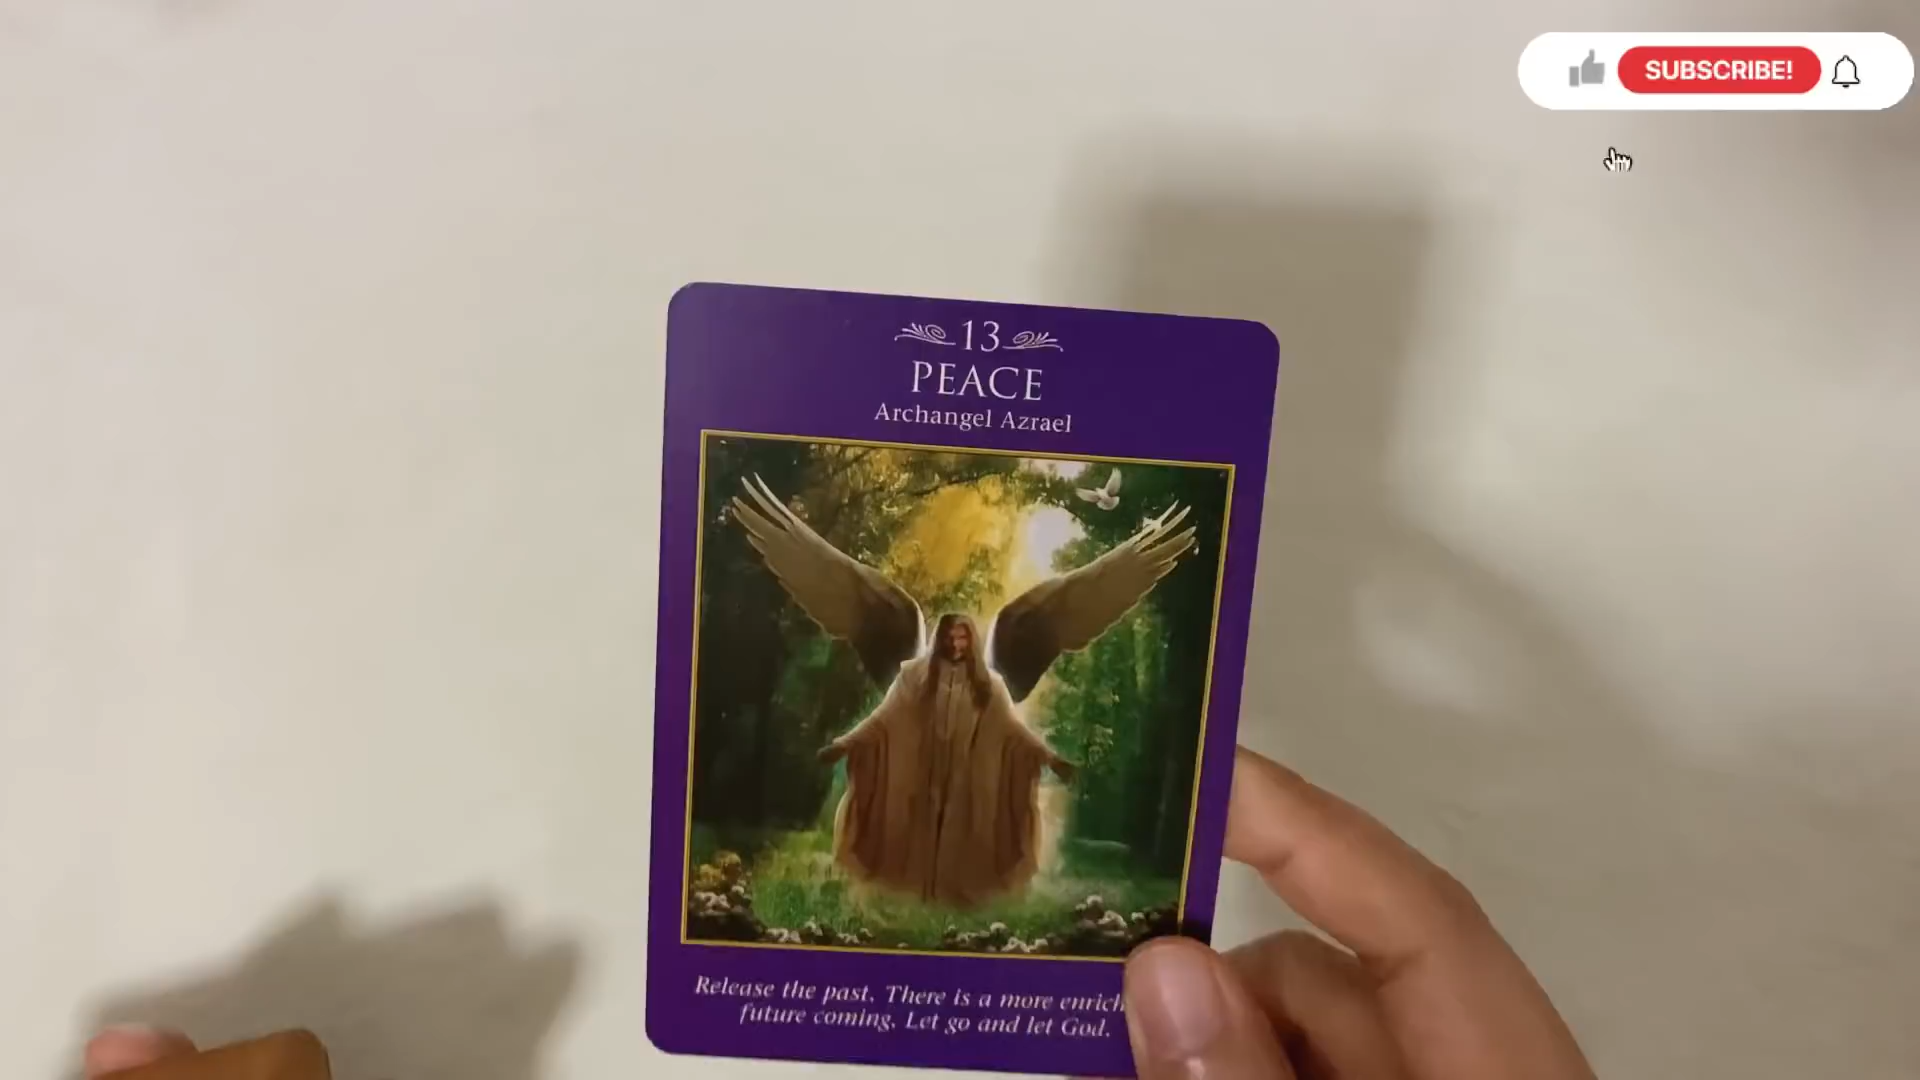 SUBSCRIBE!
13
PEACE
Archangel Azrael
Release the past. There is a more
future coming. Let go and let God.